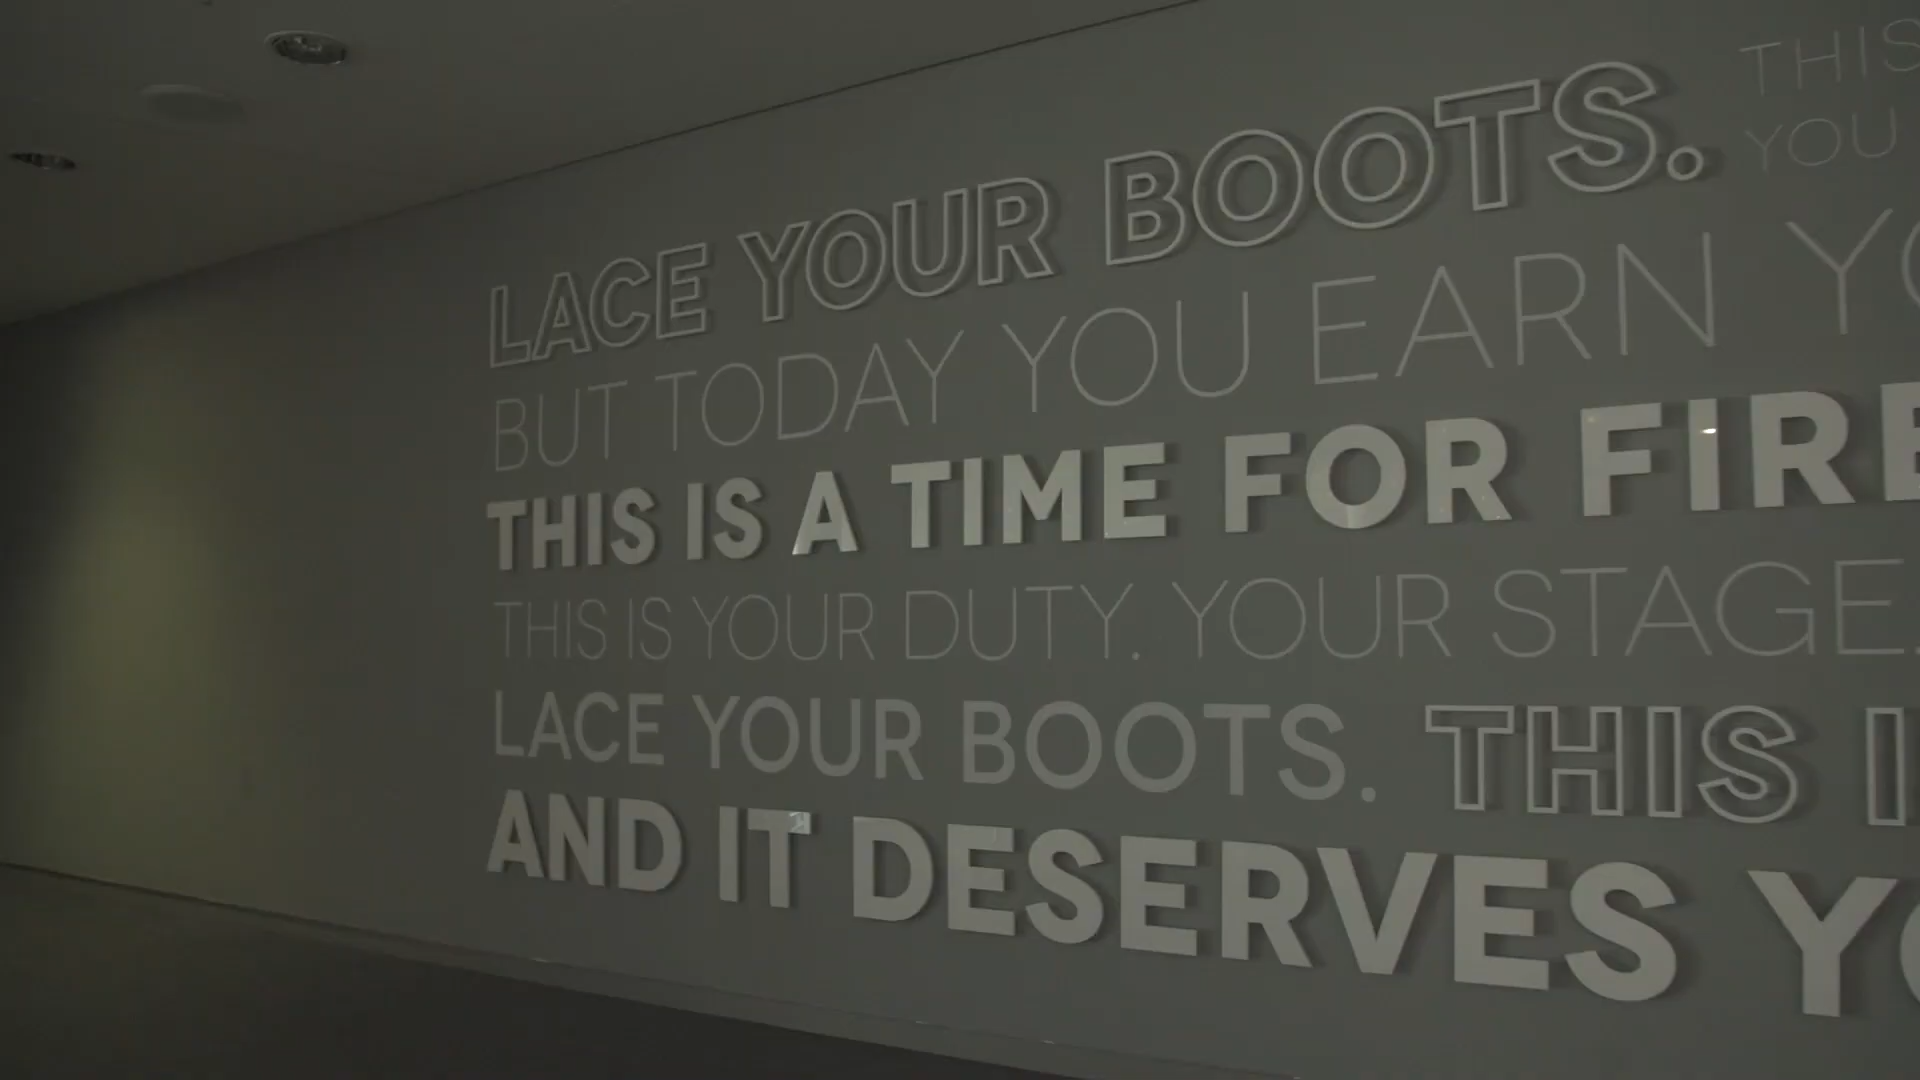 LACE YOUR BOOTS. THIS
YOU
BUT TODAY YOU EARN
THIS IS A TIME FOR FIRE
THIS IS YOUR DUTY. YOUR STAGE.
LACE YOUR BOOTS. THIS
AND IT DESERVES